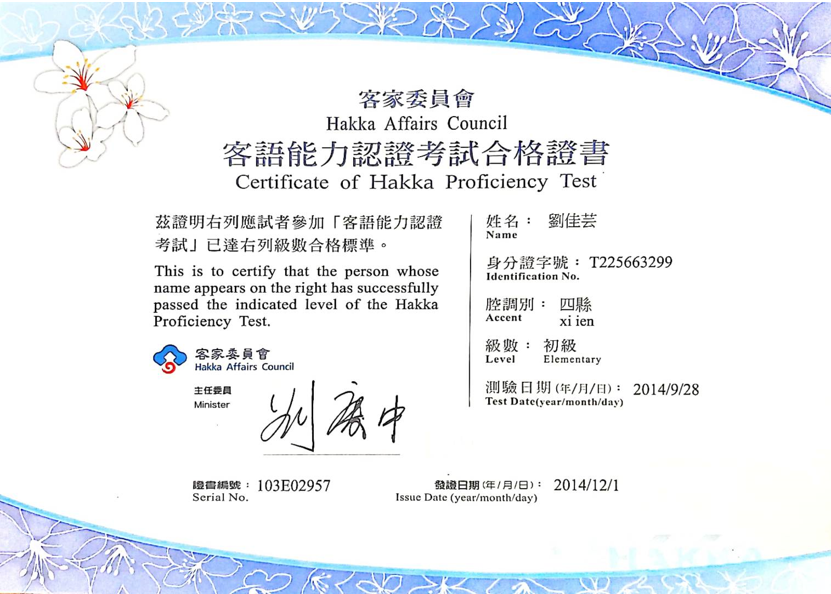 客家委員會
Hakka Affairs Council
客語能力認證考試合格證書
Certificate of Hakka Proficiency Test
茲證明右列應試者參加「客語能力認證
考試」已達右列級數合格標準。
This is to certify that the person whose
name appears on the right has successfully
passed the indicated level of the Hakka
Proficiency Test.
客家委員會
Hakka Affairs Council
主任委員
Minister
劉慶中
姓名： 劉佳芸
Name
身分證字號： T225663299
Identification No.
腔調別： 四縣
Accent xi ien
級數： 初級
Level Elementary
測驗日期(年/月/日)： 2014/9/28
Test Date(year/month/day)
證書編號： 103E02957
Serial No.
發證日期(年/月/日)： 2014/12/1
Issue Date (year/month/day)